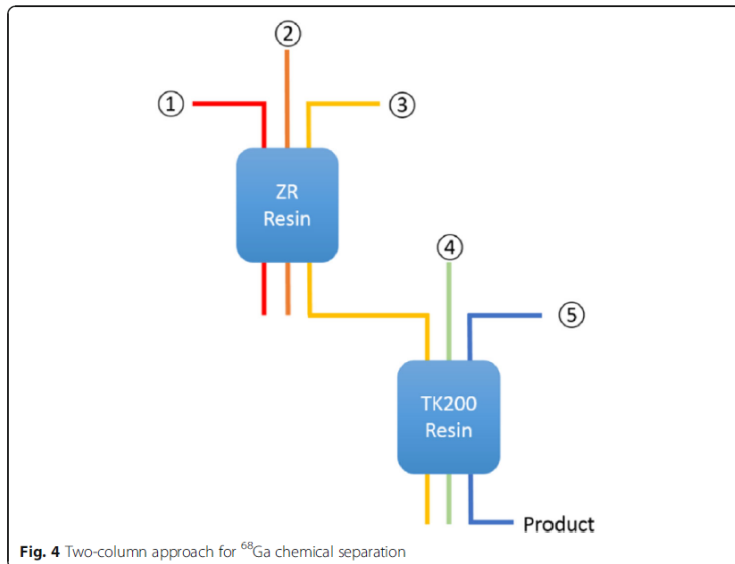 ②
① ③
ZR
Resin
④
⑤
TK200
Resin
Product
Fig. 4 Two-column approach for ⁶⁸Ga chemical separation